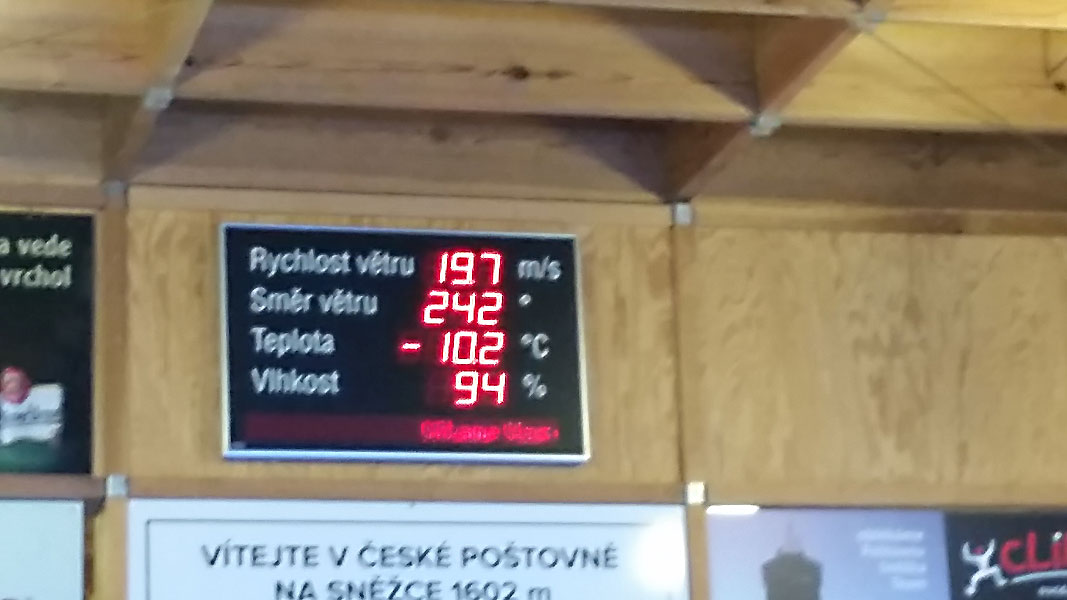 a vede
vrchol
Rychlost větru 19.7 m/s
Směr větru 242 °
Teplota - 10.2 °C
Vlhkost 94 %
VÍTEJTE V ČESKÉ POŠTOVNĚ
NA SNĚŽCE 1602 m